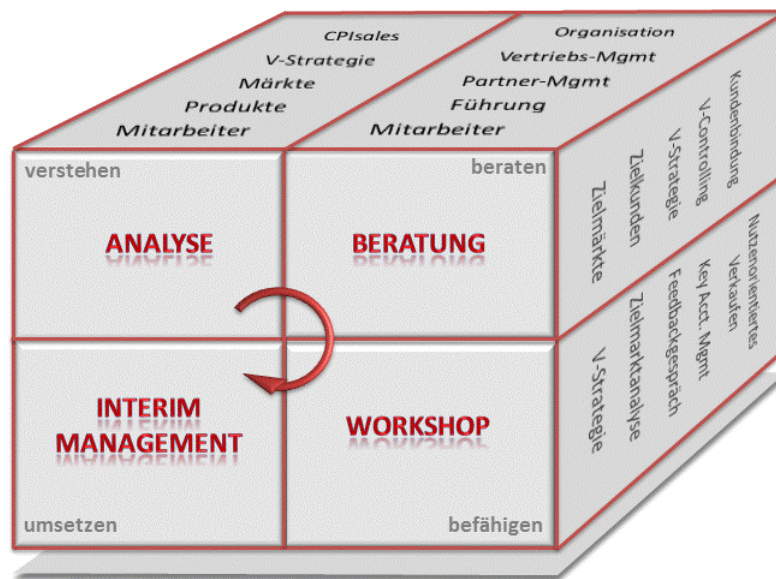 CPIsales
V-Strategie
Märkte
Produkte
Mitarbeiter
Organisation
Vertriebs-Mgmt
Partner-Mgmt
Führung
Mitarbeiter
verstehen
ANALYSE
beraten
BERATUNG
Zielmärkte
Zielkunden
V-Strategie
V-Controlling
Kundenbindung
INTERIM
MANAGEMENT
umsetzen
WORKSHOP
befähigen
V-Strategie
Zielmarktanalyse
Feedbackgespräch
Key Acct. Mgmt
Nutzenorientiertes
Verkaufen